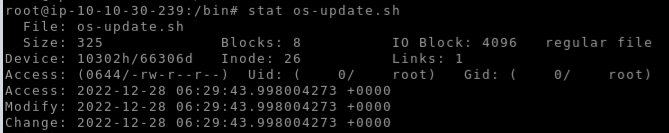 root@ip-10-10-30-239:/bin# stat os-update.sh
  File: os-update.sh
  Size: 325             Blocks: 8          IO Block: 4096   regular file
Device: 10302h/66306d   Inode: 26          Links: 1
Access: (0644/-rw-r--r--)  Uid: (    0/    root)   Gid: (    0/    root)
Access: 2022-12-28 06:29:43.998004273 +0000
Modify: 2022-12-28 06:29:43.998004273 +0000
Change: 2022-12-28 06:29:43.998004273 +0000